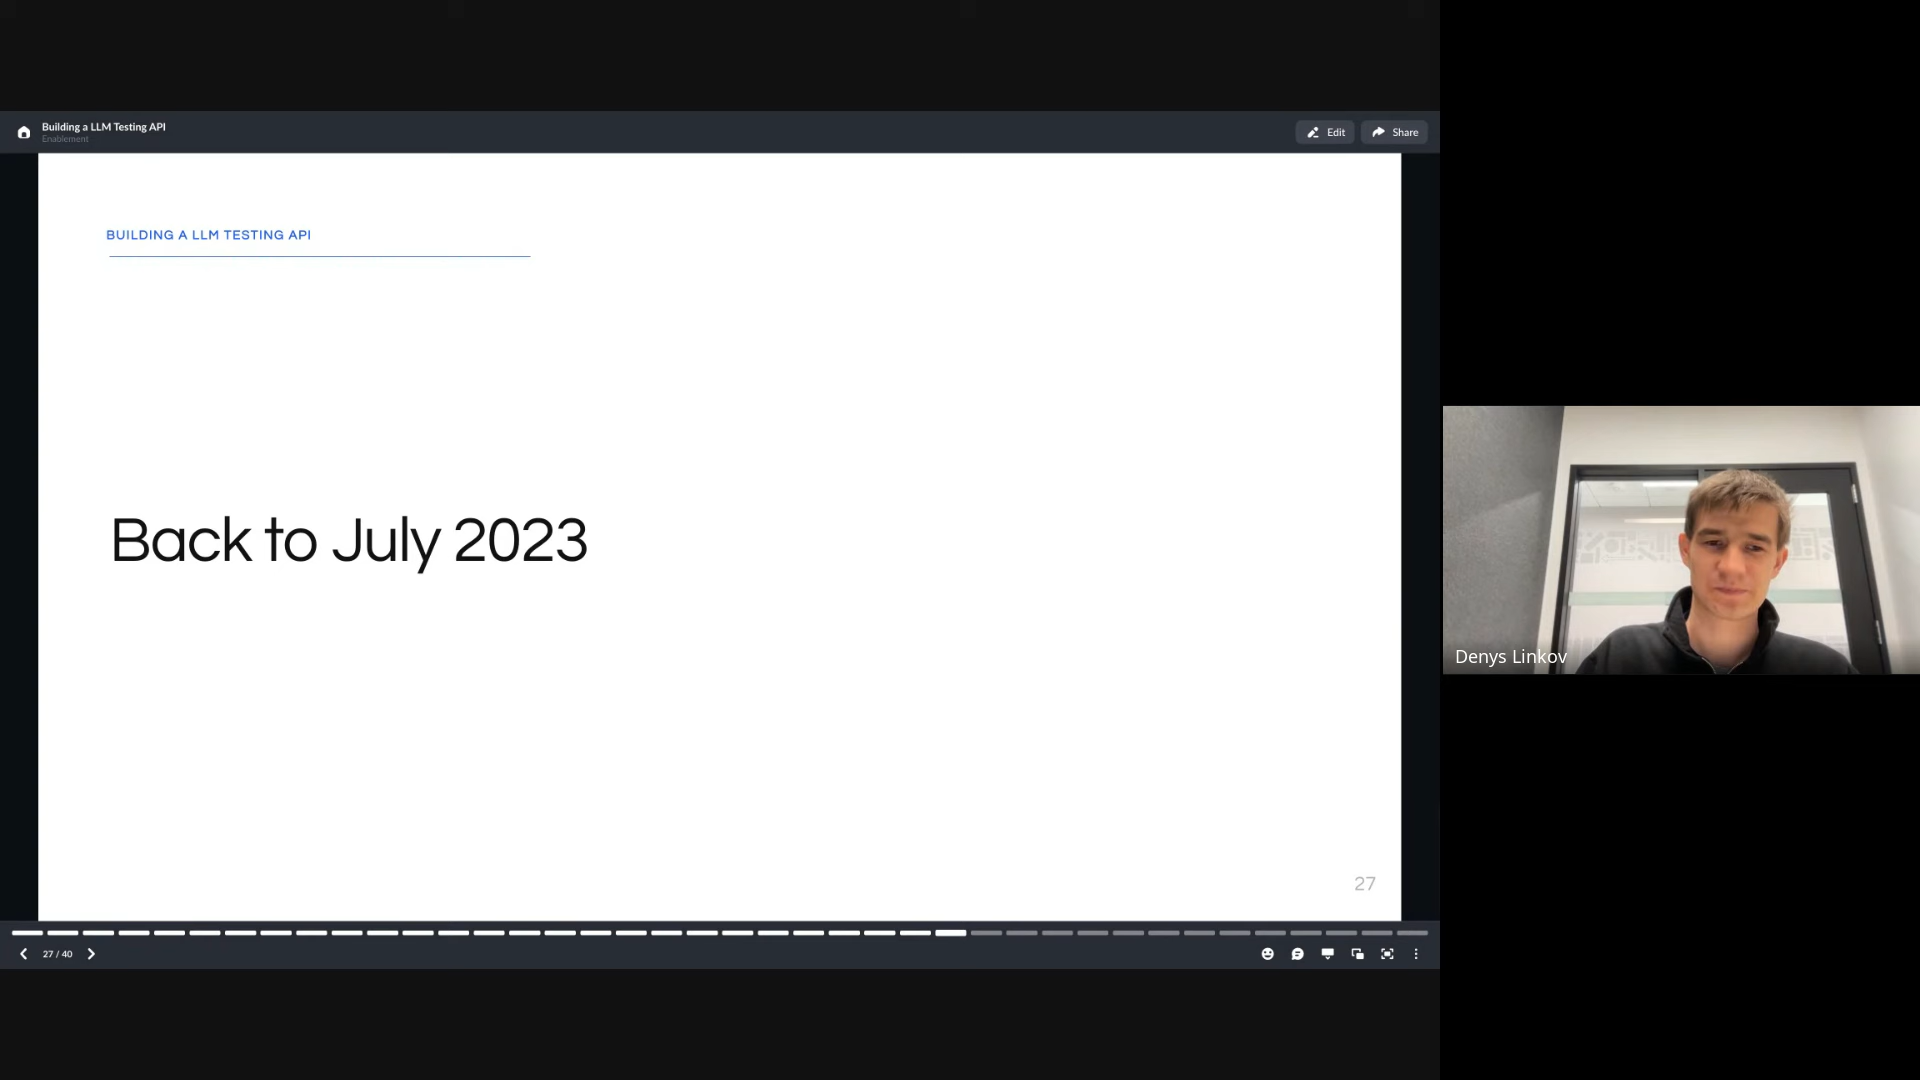 Building a LLM Testing API
Enablement
Edit
Share
BUILDING A LLM TESTING API
Back to July 2023
27
27 / 40
Denys Linkov